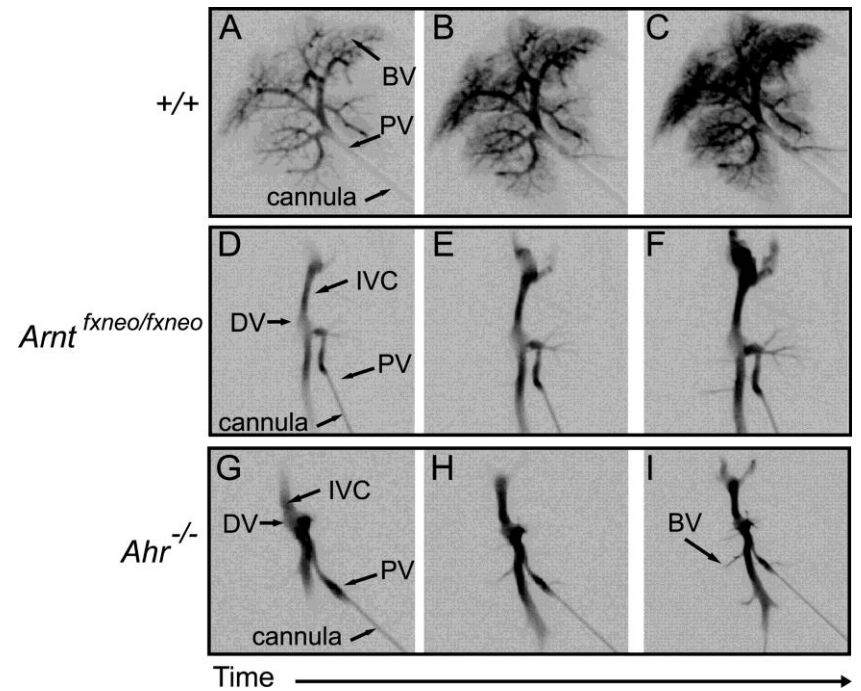 A
B
C
BV
+/+
PV
cannula
D
E
F
IVC
DV
Arnt fxneo/fxneo
PV
cannula
G
H
I
IVC
DV
BV
Ahr -/-
PV
cannula
Time